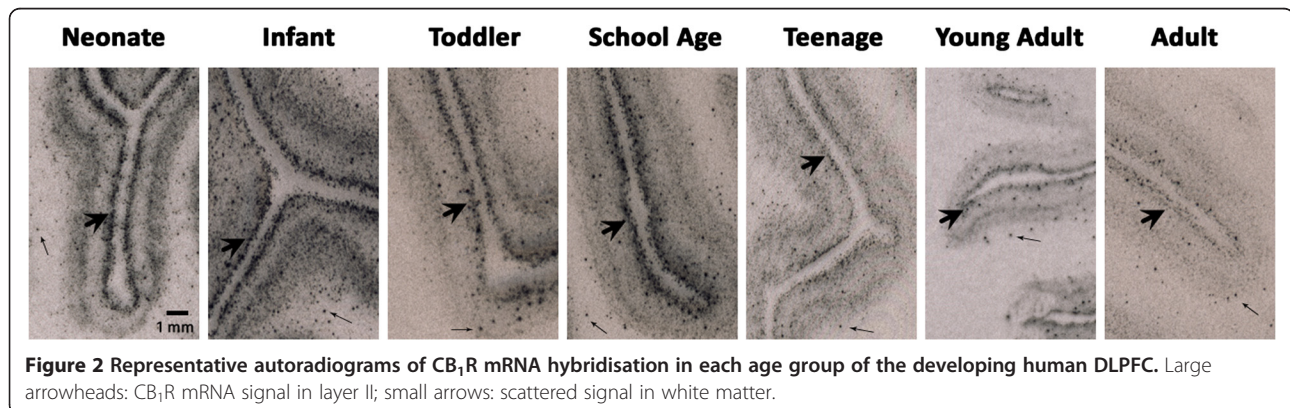 Neonate Infant Toddler School Age Teenage Young Adult Adult
1 mm
Figure 2 Representative autoradiograms of CB₁R mRNA hybridisation in each age group of the developing human DLPFC. Large
arrowheads: CB₁R mRNA signal in layer II; small arrows: scattered signal in white matter.